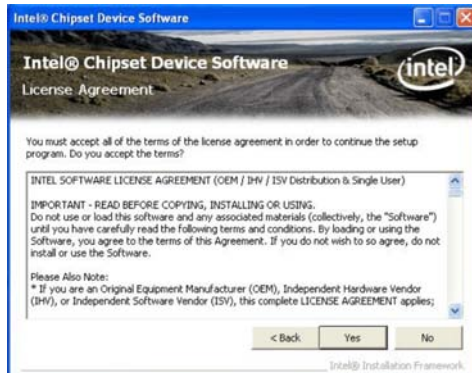 Intel® Chipset Device Software
Intel® Chipset Device Software
intel
License Agreement
You must accept all of the terms of the license agreement in order to continue the setup
program. Do you accept the terms?
INTEL SOFTWARE LICENSE AGREEMENT (OEM / IHV / ISV Distribution & Single User)
IMPORTANT - READ BEFORE COPYING, INSTALLING OR USING.
Do not use or load this software and any associated materials (collectively, the "Software")
until you have carefully read the following terms and conditions. By loading or using the
Software, you agree to the terms of this Agreement. If you do not wish to so agree, do not
install or use the Software.
Please Also Note:
* If you are an Original Equipment Manufacturer (OEM), Independent Hardware Vendor
(IHV), or Independent Software Vendor (ISV), this complete LICENSE AGREEMENT applies;
< Back Yes No
Intel® Installation Framework